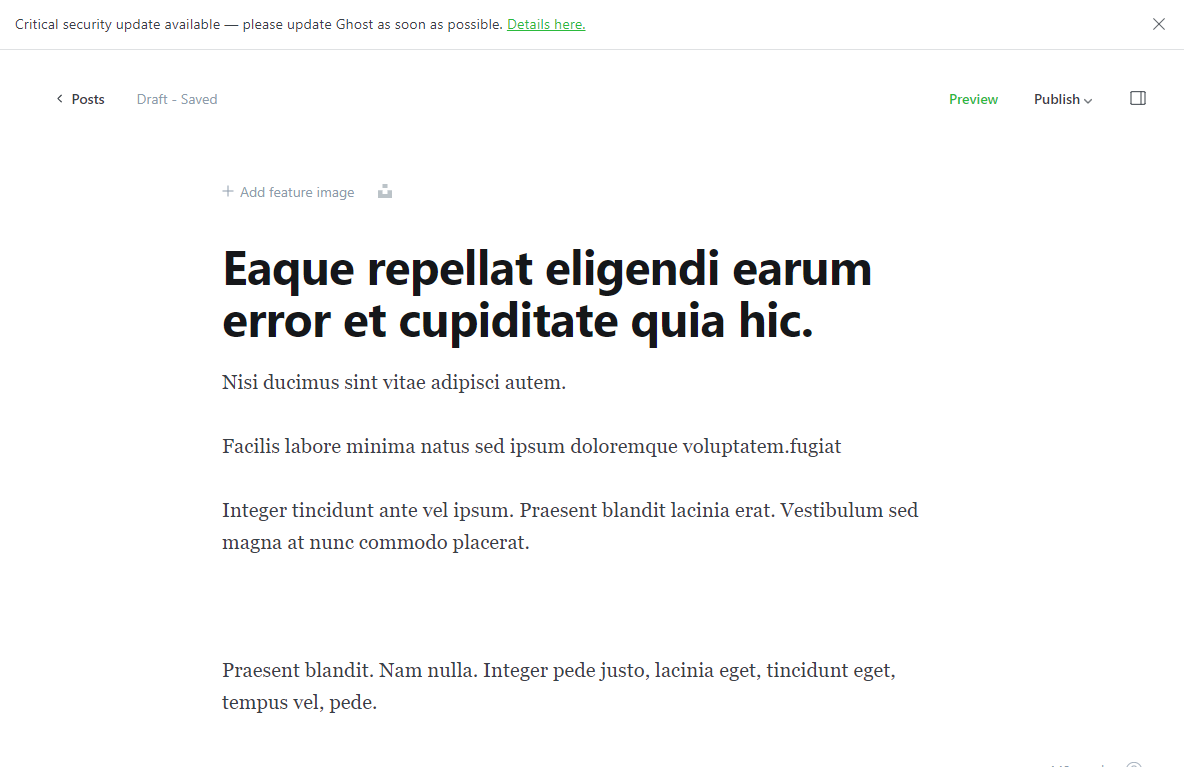 Critical security update available — please update Ghost as soon as possible. Details here.
Posts
Draft - Saved
Preview
Publish
Add feature image
Eaque repellat eligendi earum
error et cupiditate quia hic.
Nisi ducimus sint vitae adipisci autem.
Facilis labore minima natus sed ipsum doloremque voluptatem.fugiat
Integer tincidunt ante vel ipsum. Praesent blandit lacinia erat. Vestibulum sed
magna at nunc commodo placerat.
Praesent blandit. Nam nulla. Integer pede justo, lacinia eget, tincidunt eget,
tempus vel, pede.